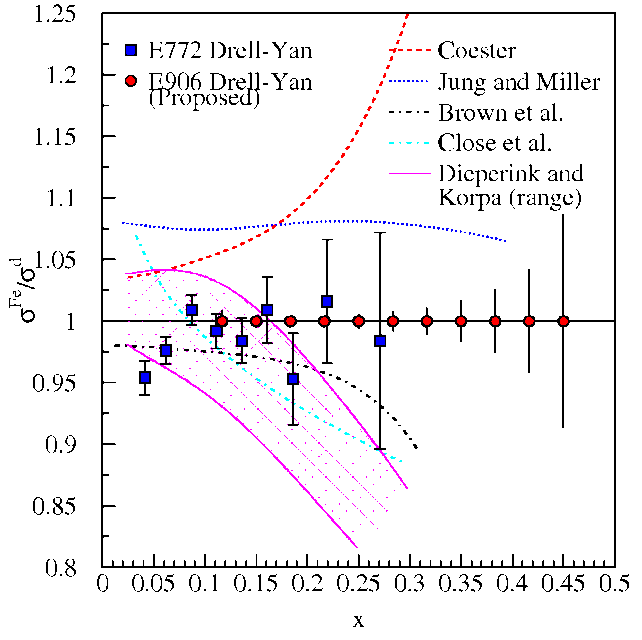 1.25
1.2
1.15
1.1
1.05
1
0.95
0.9
0.85
0.8
σFe/σd
E772 Drell-Yan
E906 Drell-Yan
(Proposed)
Coester
Jung and Miller
Brown et al.
Close et al.
Dieperink and
Korpa (range)
0 0.05 0.1 0.15 0.2 0.25 0.3 0.35 0.4 0.45 0.5
x